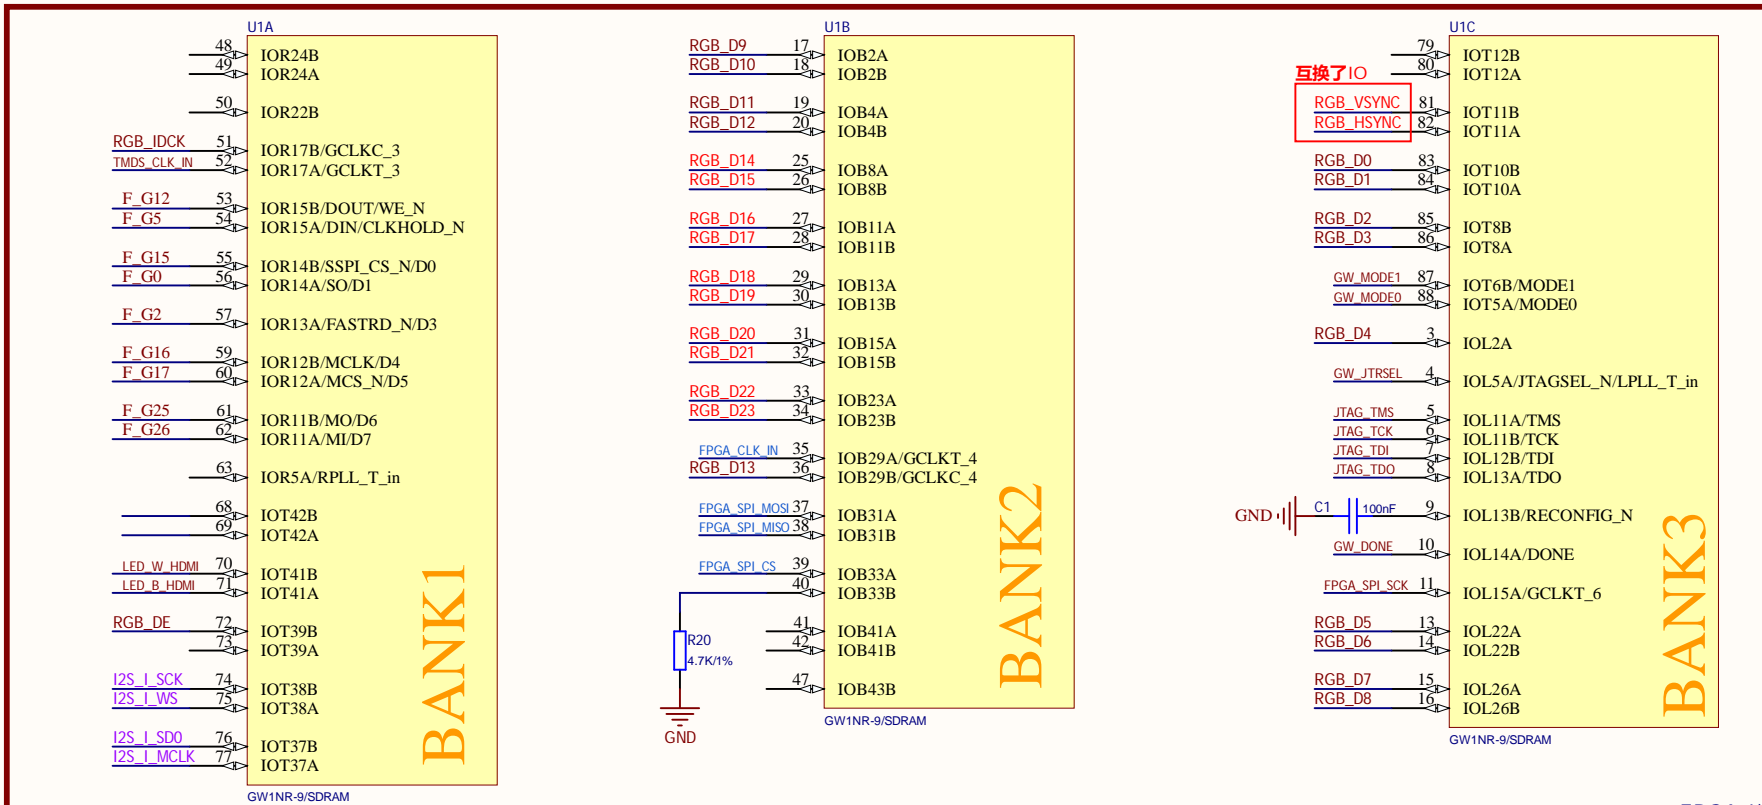 U1A
48 IOR24B
49 IOR24A
50 IOR22B
RGB_IDCK 51 IOR17B/GCLKC_3
TMDS_CLK_IN 52 IOR17A/GCLKT_3
F_G12 53 IOR15B/DOUT/WE_N
F_G5 54 IOR15A/DIN/CLKHOLD_N
F_G15 55 IOR14B/SSPI_CS_N/D0
F_G0 56 IOR14A/SO/D1
F_G2 57 IOR13A/FASTRD_N/D3
F_G16 59 IOR12B/MCLK/D4
F_G17 60 IOR12A/MCS_N/D5
F_G25 61 IOR11B/MO/D6
F_G26 62 IOR11A/MI/D7
63 IOR5A/RPLL_T_in
68 IOT42B
69 IOT42A
LED_W_HDMI 70 IOT41B
LED_B_HDMI 71 IOT41A
RGB_DE 72 IOT39B
73 IOT39A
I2S_I_SCK 74 IOT38B
I2S_I_WS 75 IOT38A
I2S_I_SD0 76 IOT37B
I2S_I_MCLK 77 IOT37A
BANK1
GW1NR-9/SDRAM
U1B
RGB_D9 17 IOB2A
RGB_D10 18 IOB2B
RGB_D11 19 IOB4A
RGB_D12 20 IOB4B
RGB_D14 25 IOB8A
RGB_D15 26 IOB8B
RGB_D16 27 IOB11A
RGB_D17 28 IOB11B
RGB_D18 29 IOB13A
RGB_D19 30 IOB13B
RGB_D20 31 IOB15A
RGB_D21 32 IOB15B
RGB_D22 33 IOB23A
RGB_D23 34 IOB23B
FPGA_CLK_IN 35 IOB29A/GCLKT_4
RGB_D13 36 IOB29B/GCLKC_4
FPGA_SPI_MOSI 37 IOB31A
FPGA_SPI_MISO 38 IOB31B
FPGA_SPI_CS 39 IOB33A
40 IOB33B
41 IOB41A
42 IOB41B
47 IOB43B
R20
4.7K/1%
GND
BANK2
GW1NR-9/SDRAM
U1C
79 IOT12B
80 IOT12A
互换了IO
RGB_VSYNC 81 IOT11B
RGB_HSYNC 82 IOT11A
RGB_D0 83 IOT10B
RGB_D1 84 IOT10A
RGB_D2 85 IOT8B
RGB_D3 86 IOT8A
GW_MODE1 87 IOT6B/MODE1
GW_MODE0 88 IOT5A/MODE0
RGB_D4 3 IOL2A
GW_JTRSEL 4 IOL5A/JTAGSEL_N/LPLL_T_in
JTAG_TMS 5 IOL11A/TMS
JTAG_TCK 6 IOL11B/TCK
JTAG_TDI 7 IOL12B/TDI
JTAG_TDO 8 IOL13A/TDO
GND C1 100nF 9 IOL13B/RECONFIG_N
GW_DONE 10 IOL14A/DONE
FPGA_SPI_SCK 11 IOL15A/GCLKT_6
RGB_D5 13 IOL22A
RGB_D6 14 IOL22B
RGB_D7 15 IOL26A
RGB_D8 16 IOL26B
BANK3
GW1NR-9/SDRAM